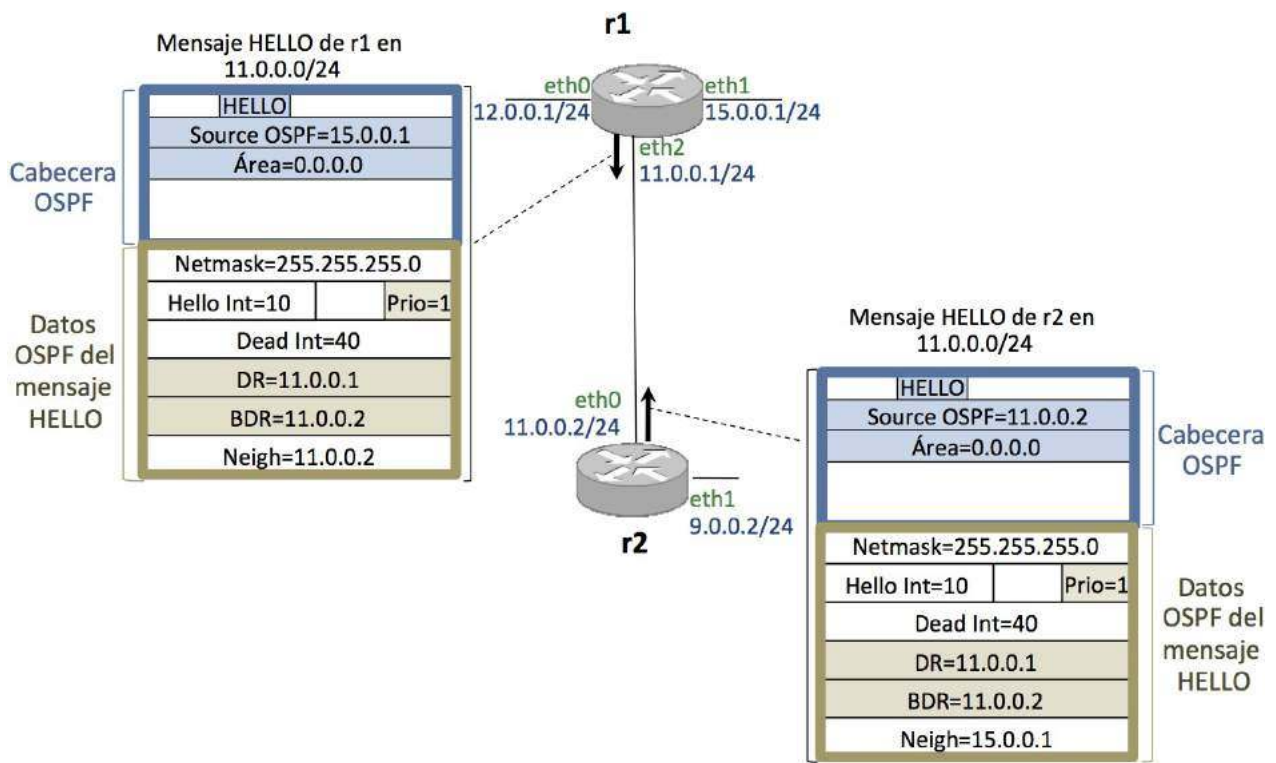 r1
Mensaje HELLO de r1 en
11.0.0.0/24
HELLO
Source OSPF=15.0.0.1
Área=0.0.0.0
Cabecera
OSPF
Netmask=255.255.255.0
Hello Int=10
Prio=1
Dead Int=40
DR=11.0.0.1
BDR=11.0.0.2
Neigh=11.0.0.2
Datos
OSPF del
mensaje
HELLO
eth0
12.0.0.1/24
eth1
15.0.0.1/24
eth2
11.0.0.1/24
eth0
11.0.0.2/24
eth1
9.0.0.2/24
r2
Mensaje HELLO de r2 en
11.0.0.0/24
HELLO
Source OSPF=11.0.0.2
Área=0.0.0.0
Cabecera
OSPF
Netmask=255.255.255.0
Hello Int=10
Prio=1
Dead Int=40
DR=11.0.0.1
BDR=11.0.0.2
Neigh=15.0.0.1
Datos
OSPF del
mensaje
HELLO